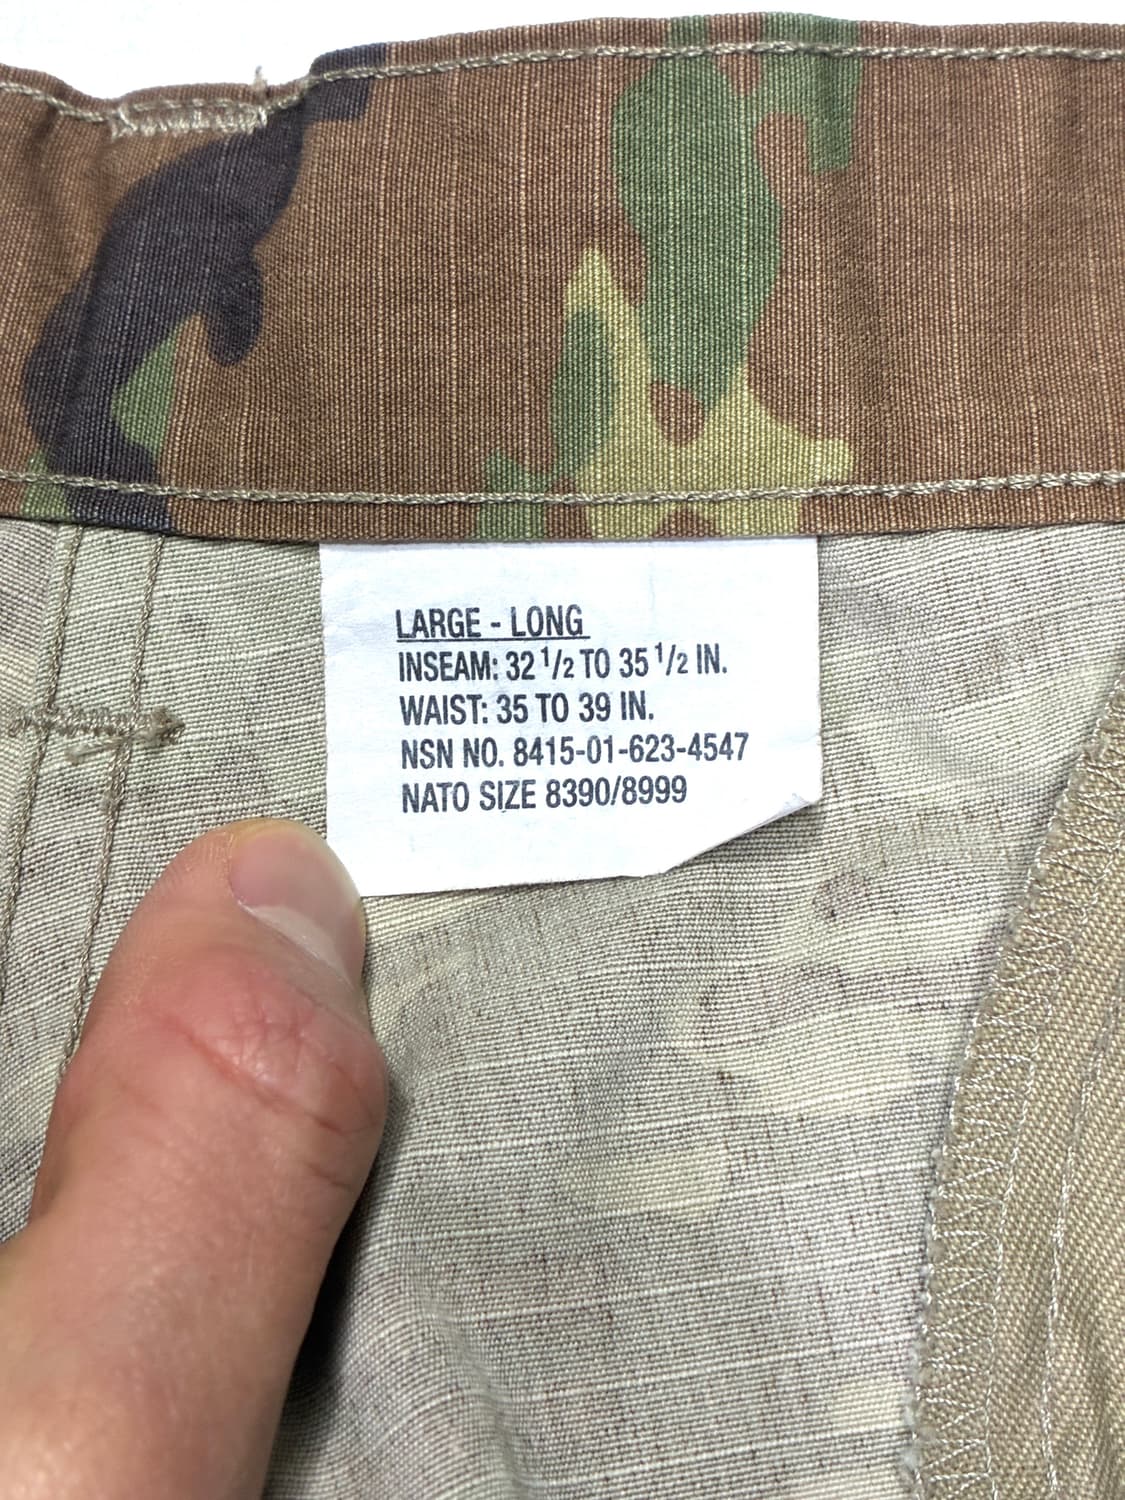 LARGE - LONG
INSEAM: 32 1/2 TO 35 1/2 IN.
WAIST: 35 TO 39 IN.
NSN NO. 8415-01-623-4547
NATO SIZE 8390/8999